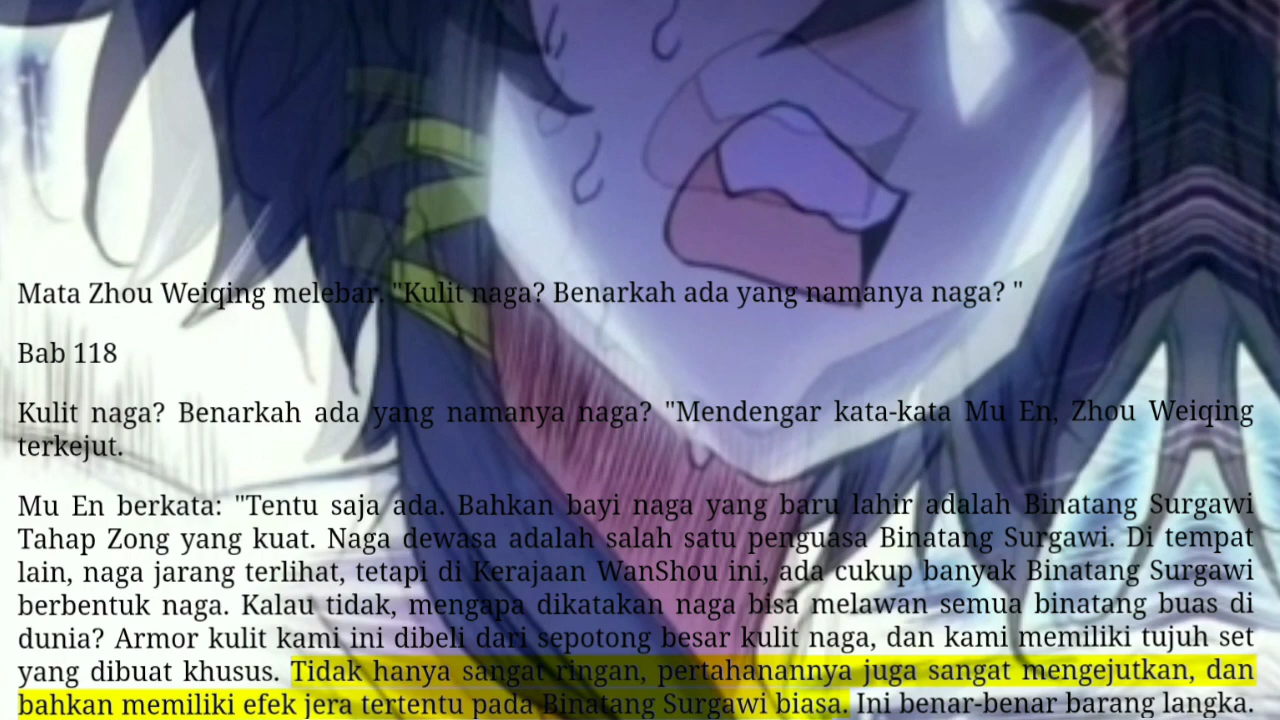 Mata Zhou Weiqing melebar. "Kulit naga? Benarkah ada yang namanya naga? "
Bab 118
Kulit naga? Benarkah ada yang namanya naga? "Mendengar kata-kata Mu En, Zhou Weiqing
terkejut.
Mu En berkata: "Tentu saja ada. Bahkan bayi naga yang baru lahir adalah Binatang Surgawi
Tahap Zong yang kuat. Naga dewasa adalah salah satu penguasa Binatang Surgawi. Di tempat
lain, naga jarang terlihat, tetapi di Kerajaan WanShou ini, ada cukup banyak Binatang Surgawi
berbentuk naga. Kalau tidak, mengapa dikatakan naga bisa melawan semua binatang buas di
dunia? Armor kulit kami ini dibeli dari sepotong besar kulit naga, dan kami memiliki tujuh set
yang dibuat khusus. Tidak hanya sangat ringan, pertahanannya juga sangat mengejutkan, dan
bahkan memiliki efek jera tertentu pada Binatang Surgawi biasa. Ini benar-benar barang langka.